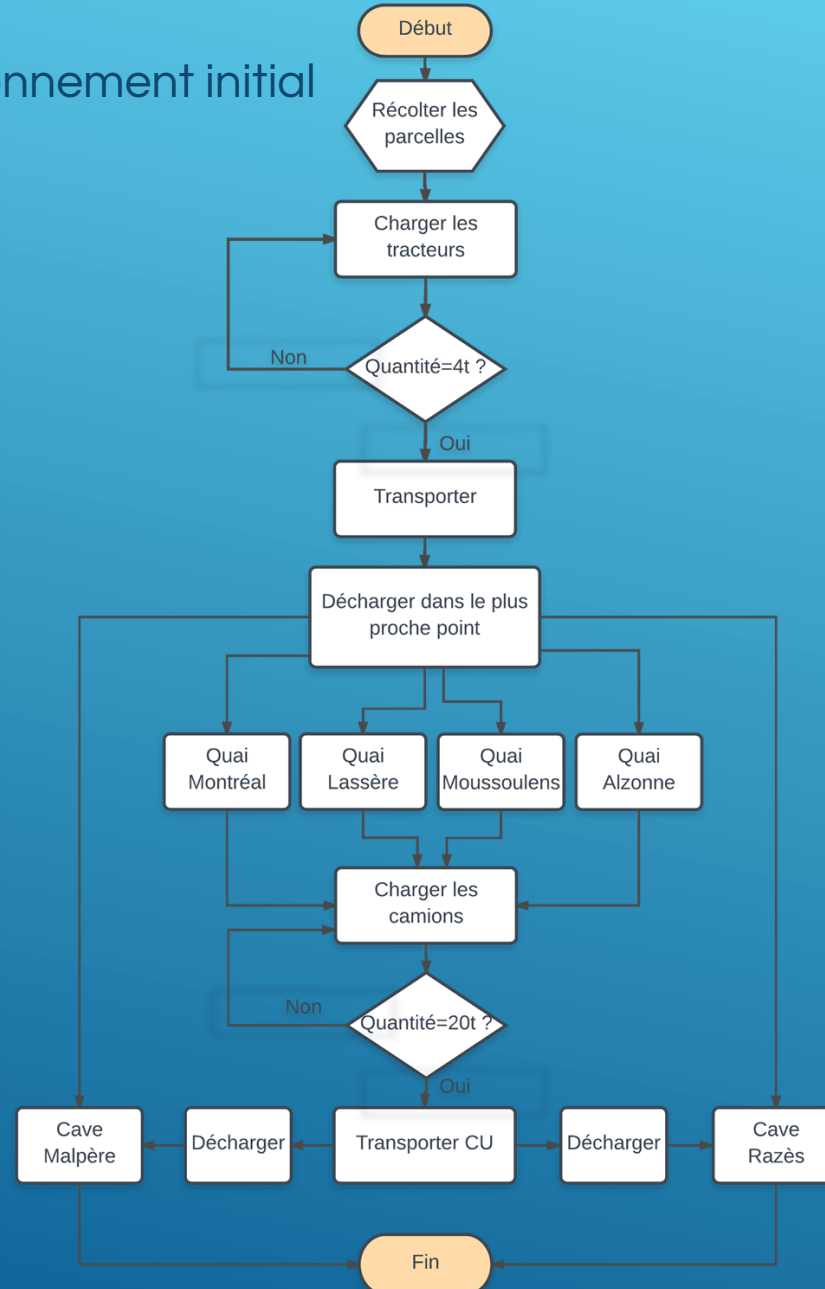 Début
nnement initial
Récolter les
parcelles
Charger les
tracteurs
Non
Quantité=4t ?
Oui
Transporter
Décharger dans le plus
proche point
Quai
Montréal
Quai
Lassère
Quai
Moussoulens
Quai
Alzonne
Charger les
camions
Non
Quantité=20t ?
Oui
Cave
Malpère
Décharger
Transporter CU
Décharger
Cave
Razès
Fin